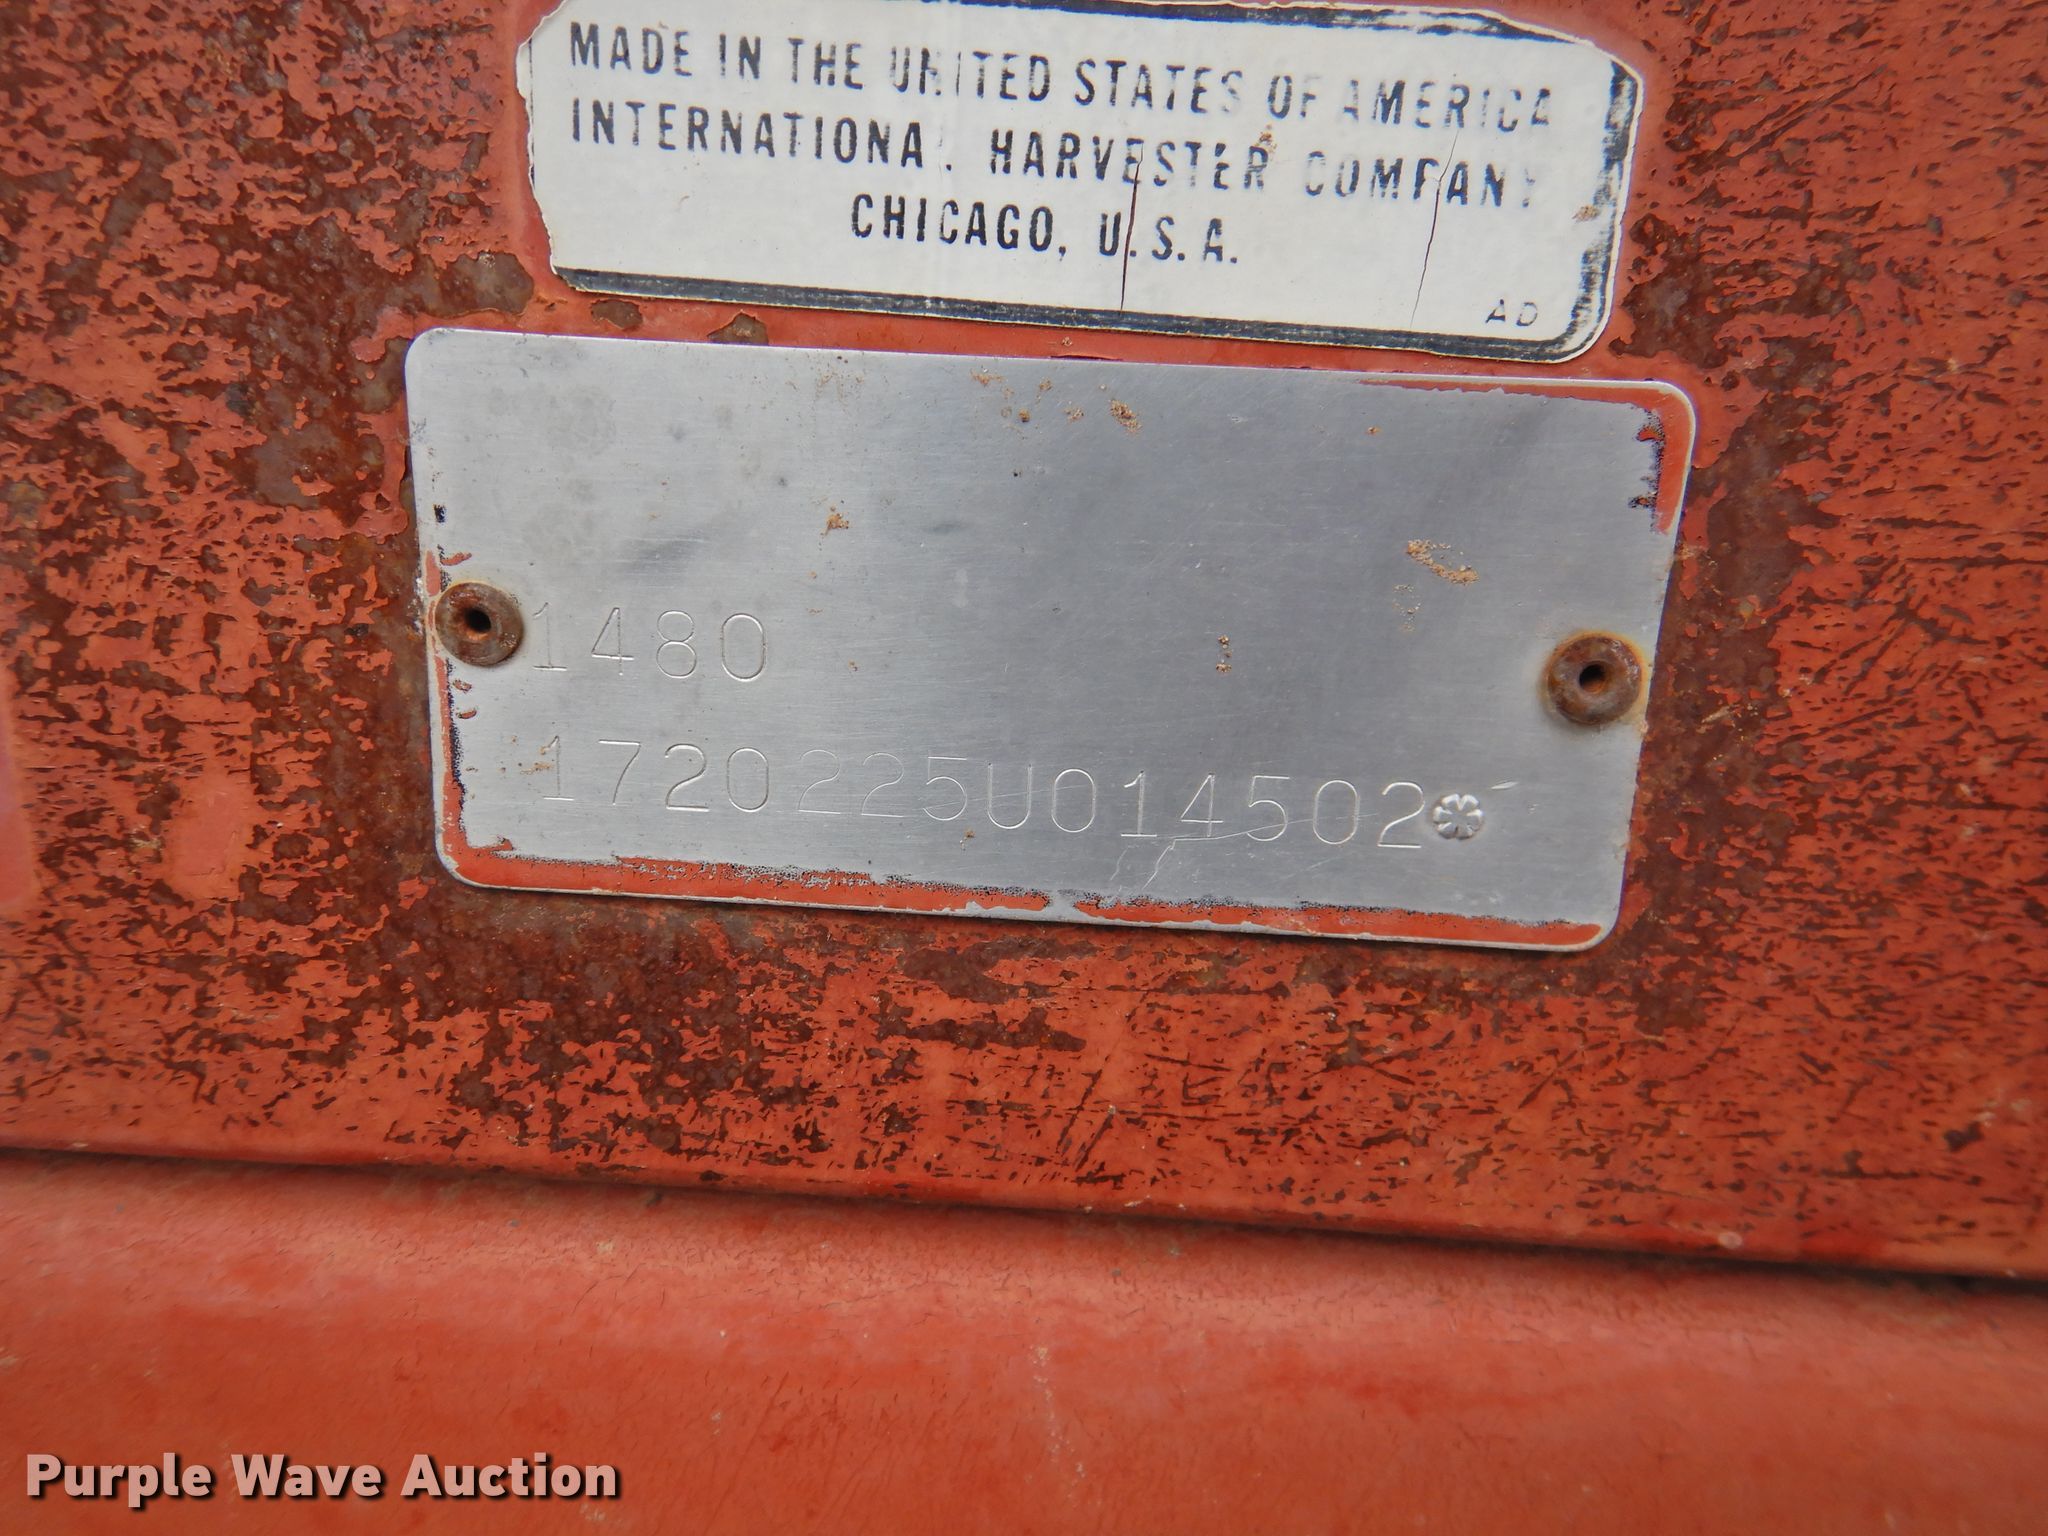 MADE IN THE UNITED STATES OF AMERICA
INTERNATIONAL HARVESTER COMPANY
CHICAGO, U.S.A.
AD
1480
1720225U014502
Purple Wave Auction